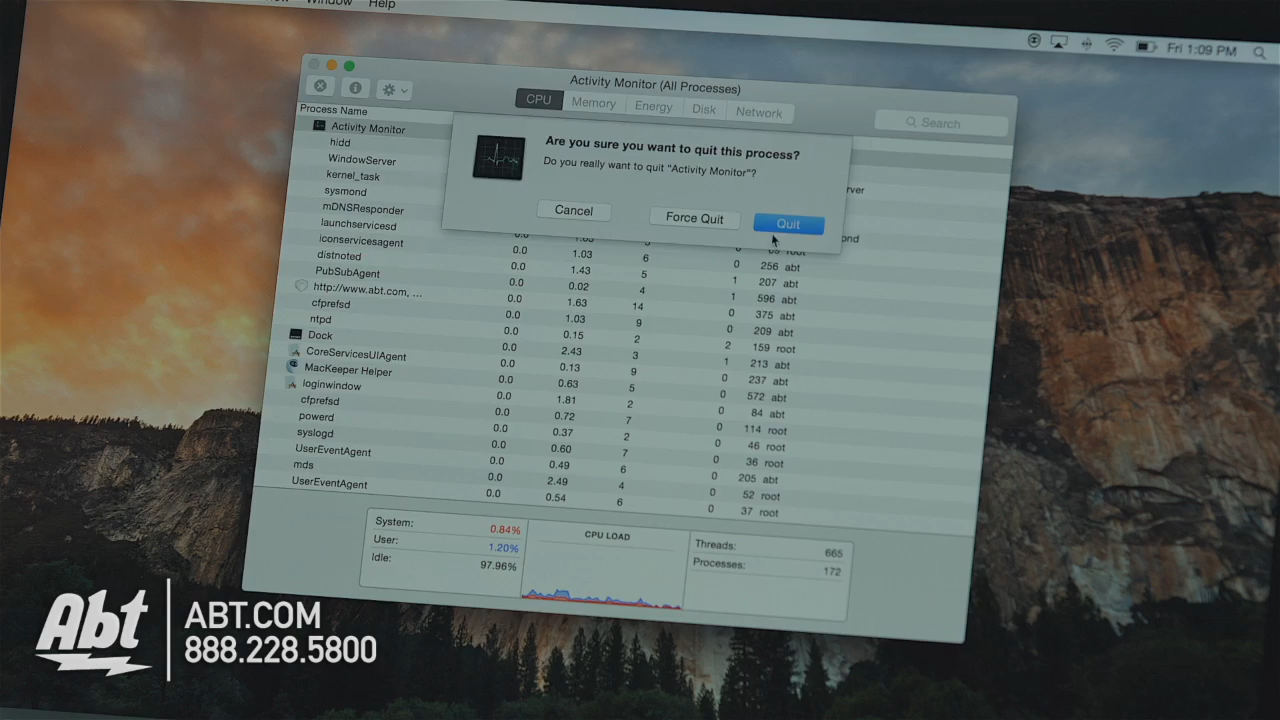 Window Help
Fri 1:09 PM
Activity Monitor (All Processes)
CPU Memory Energy Disk Network
Search
Process Name
Activity Monitor
hidd
WindowServer
kernel_task
sysmond
mDNSResponder
launchservicesd
iconservicesagent
distnoted
PubSubAgent
http://www.abt.com, ...
cfprefsd
ntpd
Dock
CoreServicesUIAgent
MacKeeper Helper
loginwindow
cfprefsd
powerd
syslogd
UserEventAgent
mds
UserEventAgent
Are you sure you want to quit this process?
Do you really want to quit “Activity Monitor”?
Cancel Force Quit Quit
0.0 1.03 6 0 256 abt
0.0 1.43 5 1 207 abt
0.0 0.02 4 1 596 abt
0.0 1.63 14 0 375 abt
0.0 1.03 9 0 209 abt
0.0 0.15 2 2 159 root
0.0 2.43 3 1 213 abt
0.0 0.13 9 0 237 abt
0.0 0.63 5 0 572 abt
0.0 1.81 2 0 84 abt
0.0 0.72 7 0 114 root
0.0 0.37 2 0 46 root
0.0 0.60 7 0 36 root
0.0 0.49 6 0 205 abt
0.0 2.49 4 0 52 root
0.0 0.54 6 0 37 root
System: 0.84%
User: 1.20%
Idle: 97.96%
CPU LOAD
Threads: 665
Processes: 172
Abt
ABT.COM
888.228.5800